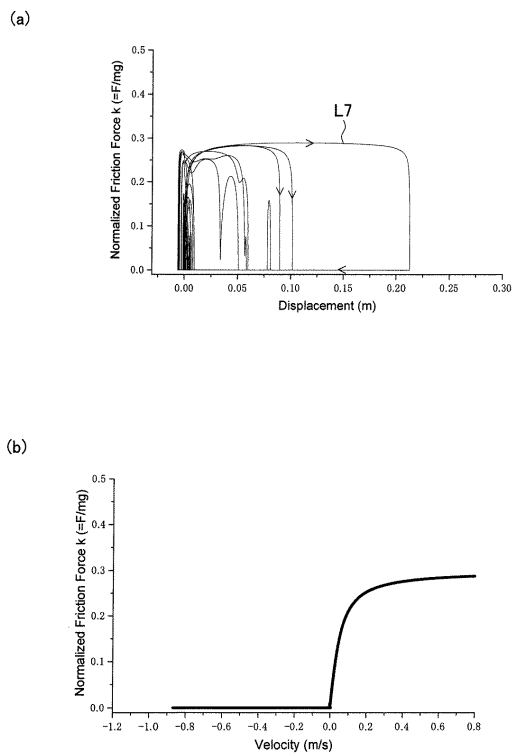 (a)
Normalized Friction Force k (=F/mg)
0.5
0.4
0.3
0.2
0.1
0.0
L7
0.00 0.05 0.10 0.15 0.20 0.25 0.30
Displacement (m)
(b)
Normalized Friction Force k (=F/mg)
0.5
0.4
0.3
0.2
0.1
0.0
-1.2 -1.0 -0.8 -0.6 -0.4 -0.2 0.0 0.2 0.4 0.6 0.8
Velocity (m/s)